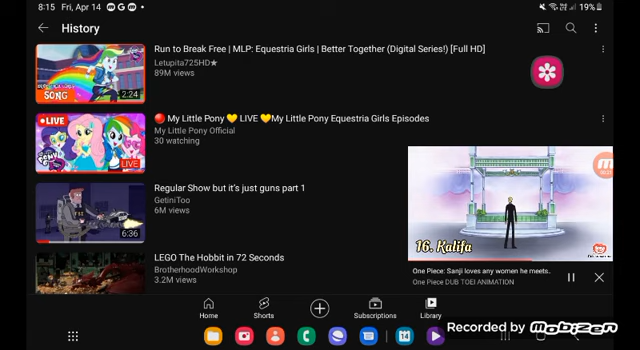 8:15 Fri, Apr 14
19%
History
Run to Break Free | MLP: Equestria Girls | Better Together (Digital Series!) [Full HD]
Letupita725HD★
89M views
SONG
2:24
🔴 My Little Pony 💛 LIVE 💛My Little Pony Equestria Girls Episodes
My Little Pony Official
30 watching
LIVE
LIVE
Regular Show but it's just guns part 1
GetiniToo
6M views
6:36
16. Kalifa
LEGO The Hobbit in 72 Seconds
BrotherhoodWorkshop
3.2M views
One Piece: Sanji loves any women he meets.
One Piece DUB TOEI ANIMATION
Home
Shorts
Subscriptions
Library
14
Recorded by mobizen